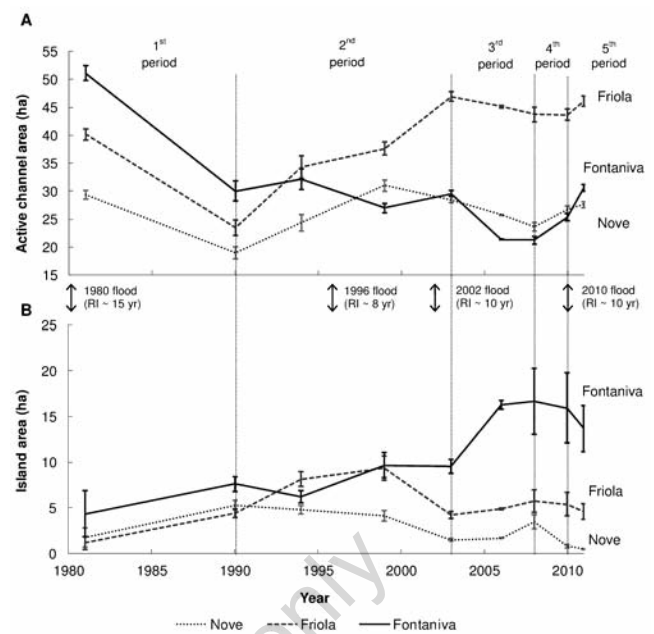 A
1st period
2nd period
3rd period
4th period
5th period
Active channel area (ha)
55
50
45
40
35
30
25
20
15
Friola
Fontaniva
Nove
1980 flood
(RI ~ 15 yr)
1996 flood
(RI ~ 8 yr)
2002 flood
(RI ~ 10 yr)
2010 flood
(RI ~ 10 yr)
B
Island area (ha)
25
20
15
10
5
0
Fontaniva
Friola
Nove
1980 1985 1990 1995 2000 2005 2010
Year
Nove Friola Fontaniva
only